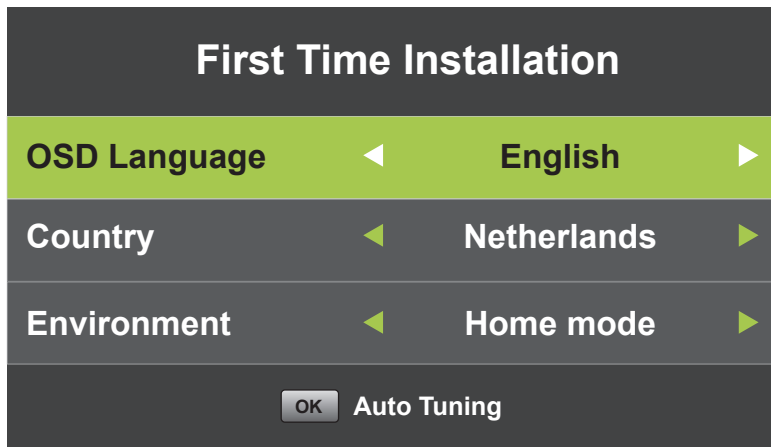 First Time Installation
OSD Language English
Country Netherlands
Environment Home mode
OK Auto Tuning